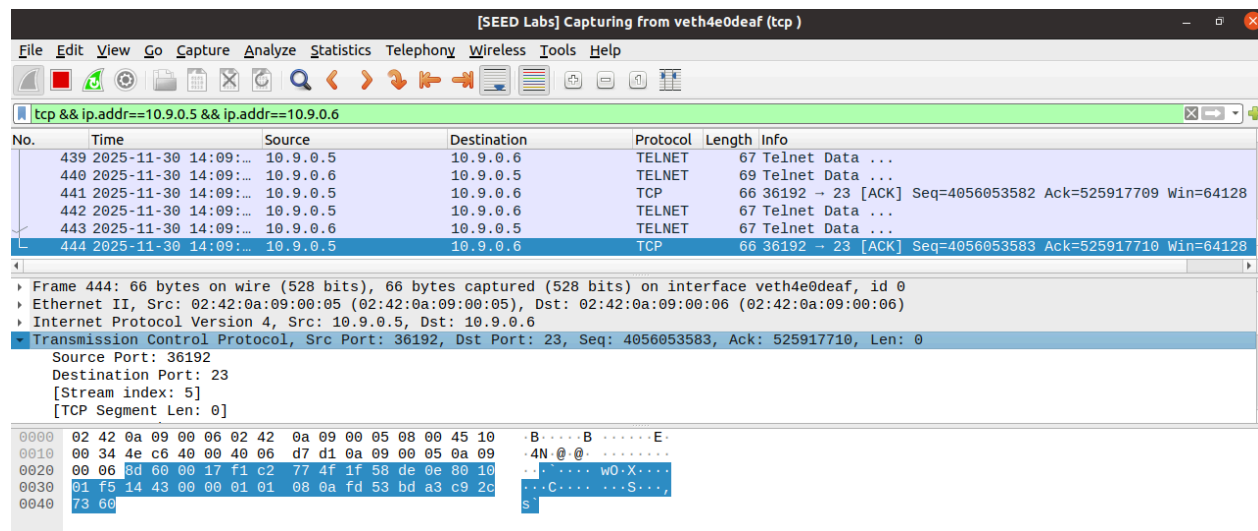 [SEED Labs] Capturing from veth4e0deaf (tcp )
File Edit View Go Capture Analyze Statistics Telephony Wireless Tools Help
tcp && ip.addr==10.9.0.5 && ip.addr==10.9.0.6
No. Time Source Destination Protocol Length Info
439 2025-11-30 14:09:… 10.9.0.5 10.9.0.6 TELNET 67 Telnet Data ...
440 2025-11-30 14:09:… 10.9.0.6 10.9.0.5 TELNET 69 Telnet Data ...
441 2025-11-30 14:09:… 10.9.0.5 10.9.0.6 TCP 66 36192 → 23 [ACK] Seq=4056053582 Ack=525917709 Win=64128
442 2025-11-30 14:09:… 10.9.0.5 10.9.0.6 TELNET 67 Telnet Data ...
443 2025-11-30 14:09:… 10.9.0.6 10.9.0.5 TELNET 67 Telnet Data ...
444 2025-11-30 14:09:… 10.9.0.5 10.9.0.6 TCP 66 36192 → 23 [ACK] Seq=4056053583 Ack=525917710 Win=64128
Frame 444: 66 bytes on wire (528 bits), 66 bytes captured (528 bits) on interface veth4e0deaf, id 0
Ethernet II, Src: 02:42:0a:09:00:05 (02:42:0a:09:00:05), Dst: 02:42:0a:09:00:06 (02:42:0a:09:00:06)
Internet Protocol Version 4, Src: 10.9.0.5, Dst: 10.9.0.6
Transmission Control Protocol, Src Port: 36192, Dst Port: 23, Seq: 4056053583, Ack: 525917710, Len: 0
Source Port: 36192
Destination Port: 23
[Stream index: 5]
[TCP Segment Len: 0]
0000 02 42 0a 09 00 06 02 42 0a 09 00 05 08 00 45 10 ·B·····B ······E·
0010 00 34 4e c6 40 00 40 06 d7 d1 0a 09 00 05 0a 09 ·4N·@·@· ········
0020 00 06 8d 60 00 17 f1 c2 77 4f 1f 58 de 0e 80 10 ···`···· wO·X····
0030 01 f5 14 43 00 00 01 01 08 0a fd 53 bd a3 c9 2c ···C···· ···S···,
0040 73 60 s`